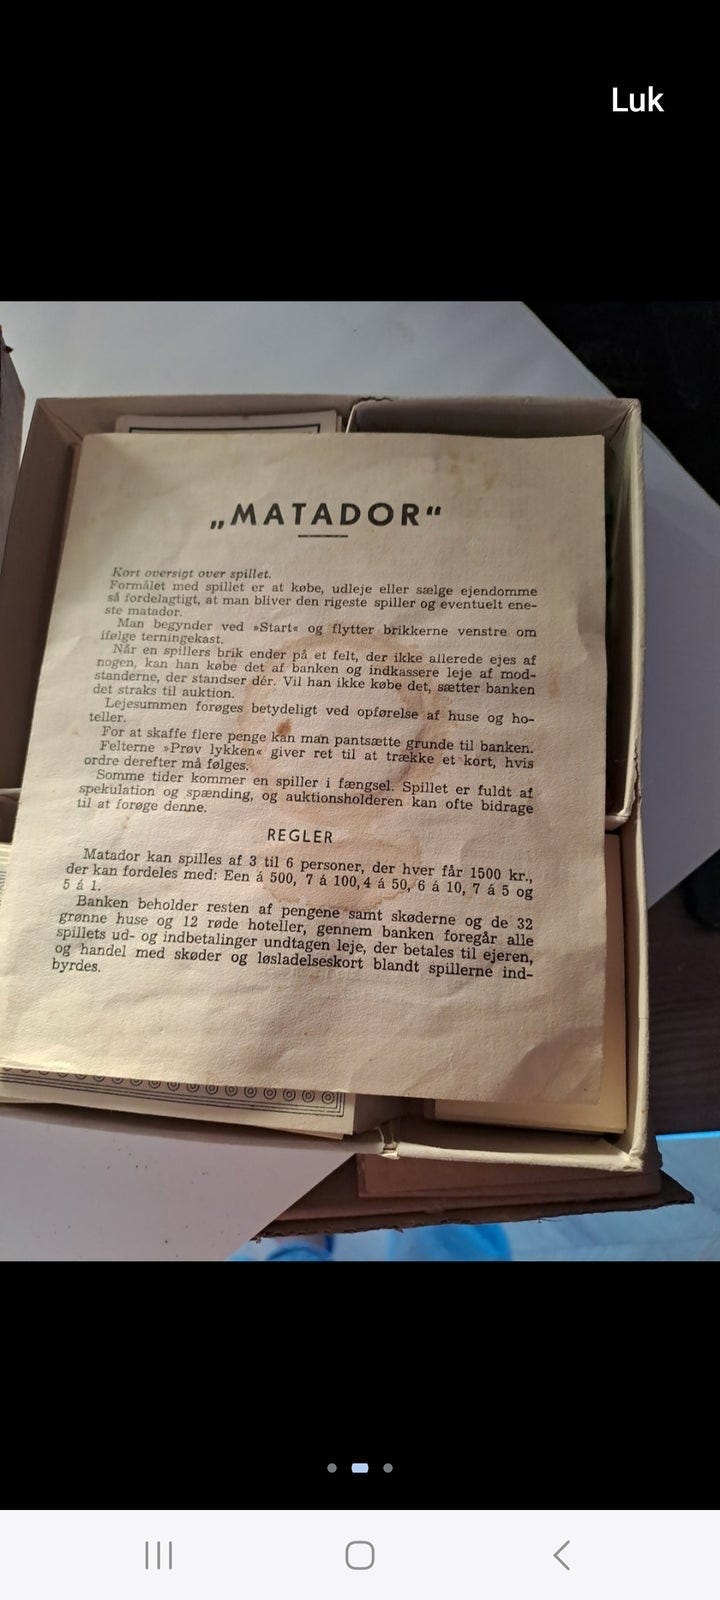 Luk
„MATADOR“
Kort oversigt over spillet.
Formålet med spillet er at købe, udleje eller sælge ejendomme
så fordelagtigt, at man bliver den rigeste spiller og eventuelt ene-
ste matador.
Man begynder ved »Start« og flytter brikkerne venstre om
ifølge terningekast.
Når en spillers brik ender på et felt, der ikke allerede ejes af
nogen, kan han købe det af banken og indkassere leje af mod-
standerne, der standser dér. Vil han ikke købe det, sætter banken
det straks til auktion.
Lejesummen forøges betydeligt ved opførelse af huse og ho-
teller.
For at skaffe flere penge kan man pantsætte grunde til banken.
Felterne »Prøv lykken« giver ret til at trække et kort, hvis
ordre derefter må følges.
Somme tider kommer en spiller i fængsel. Spillet er fuldt af
spekulation og spænding, og auktionsholderen kan ofte bidrage
til at forøge denne.
REGLER
Matador kan spilles af 3 til 6 personer, der hver får 1500 kr.,
der kan fordeles med: Een á 500, 7 á 100, 4 á 50, 6 á 10, 7 á 5 og
5 á 1.
Banken beholder resten af pengene samt skøderne og de 32
grønne huse og 12 røde hoteller, gennem banken foregår alle
spillets ud- og indbetalinger undtagen leje, der betales til ejeren,
og handel med skøder og løsladelseskort blandt spillerne ind-
byrdes.